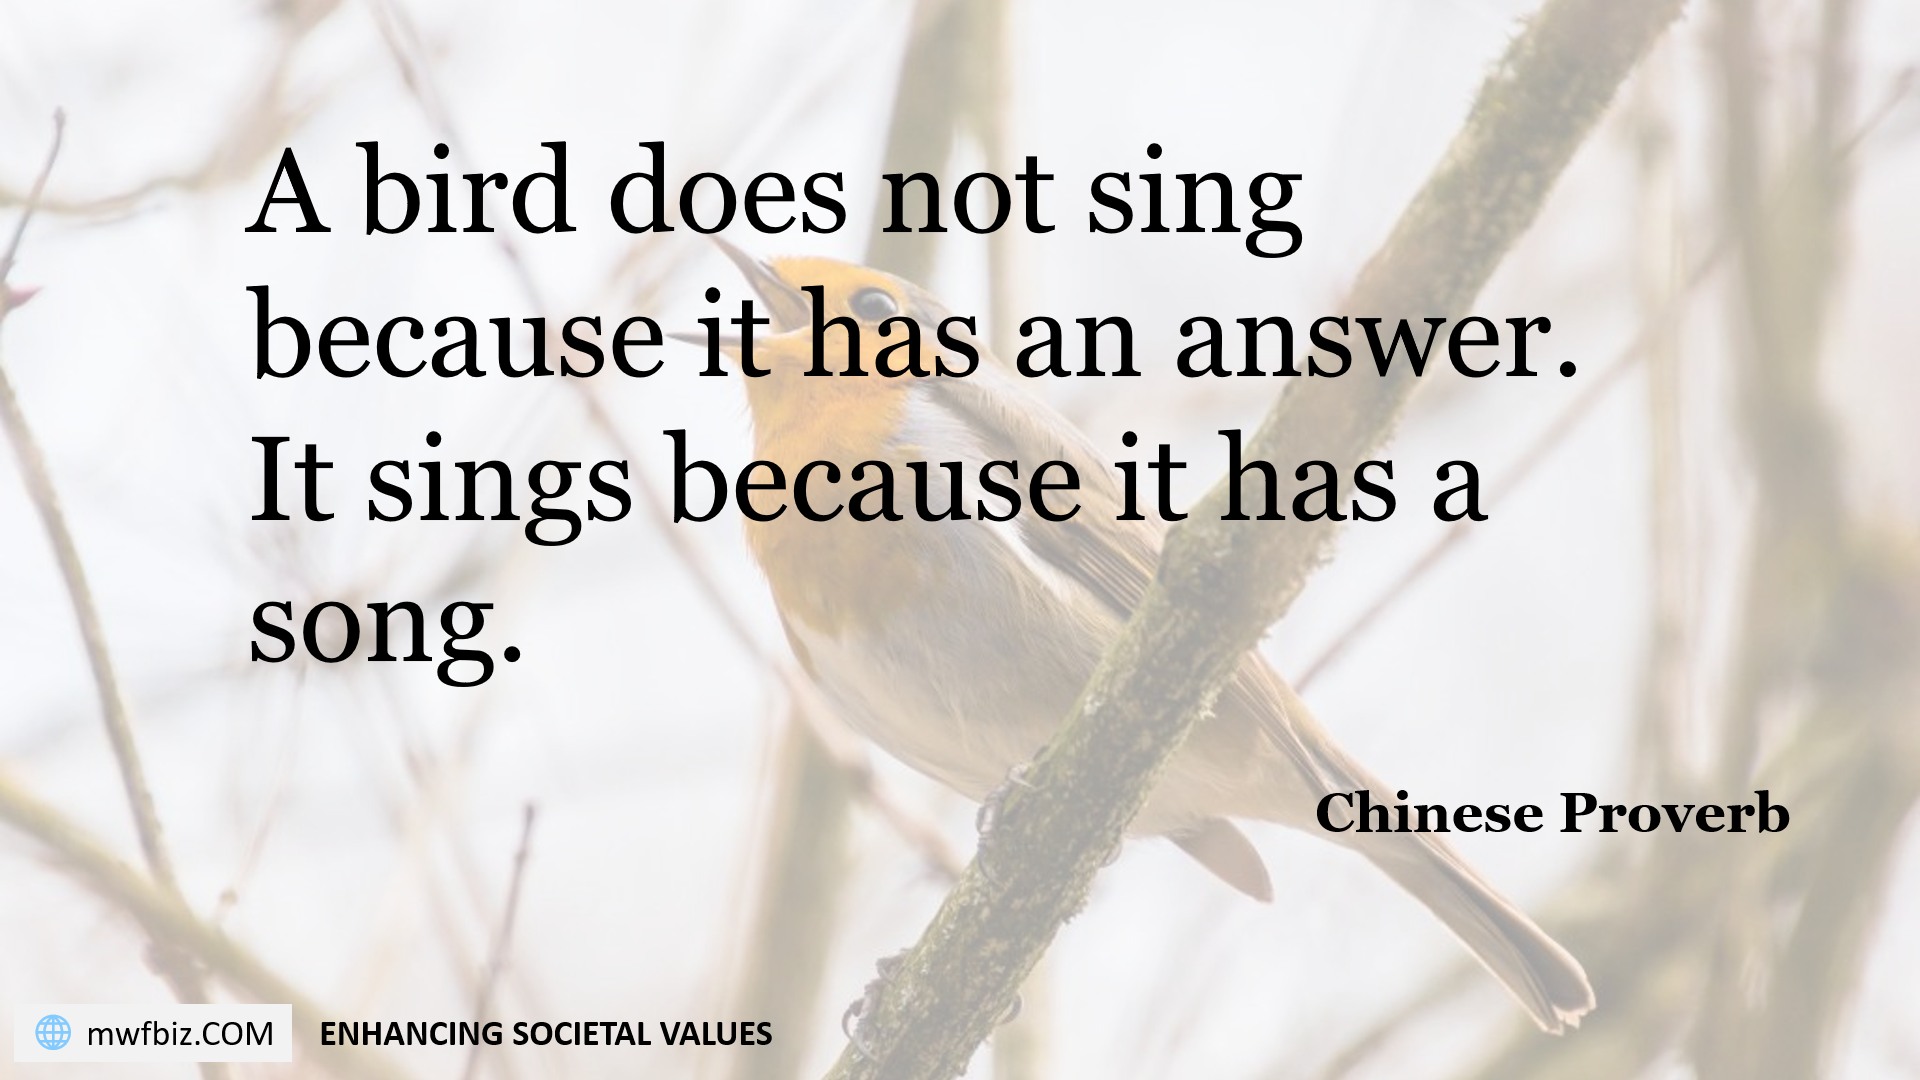 A bird does not sing
because it has an answer.
It sings because it has a
song.
Chinese Proverb
mwfbiz.COM
ENHANCING SOCIETAL VALUES